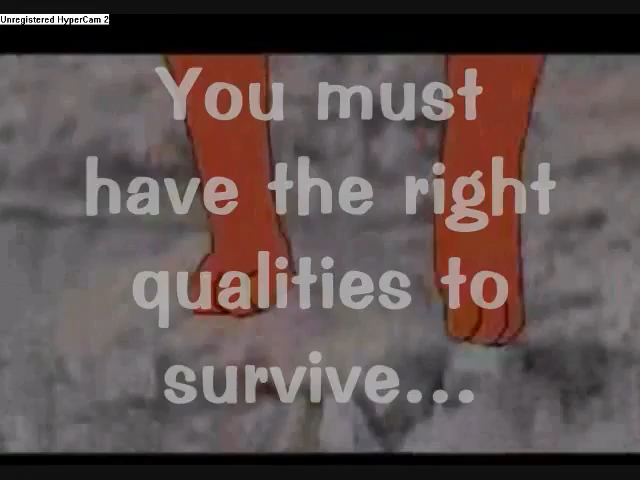 Unregistered HyperCam 2
You must
have the right
qualities to
survive...